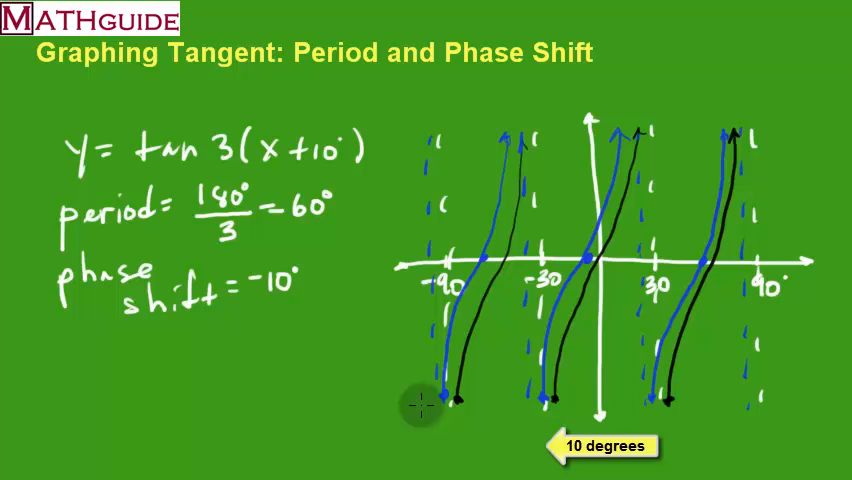 MATHGUIDE
Graphing Tangent: Period and Phase Shift
y = tan 3(x+10°)
period = 180°/3 = 60°
phase
shift = -10°
-90 -30 30 90°
10 degrees